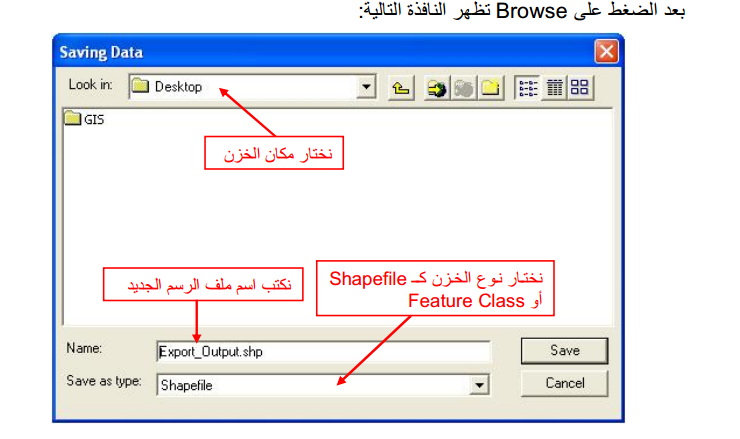 بعد الضغط على Browse تظهر النافذة التالية:
Saving Data
Look in: Desktop
GIS
نختار مكان الخزن
نختار نوع الخزن كـ Shapefile
أو Feature Class
نكتب اسم ملف الرسم الجديد
Name: Export_Output.shp Save
Save as type: Shapefile Cancel